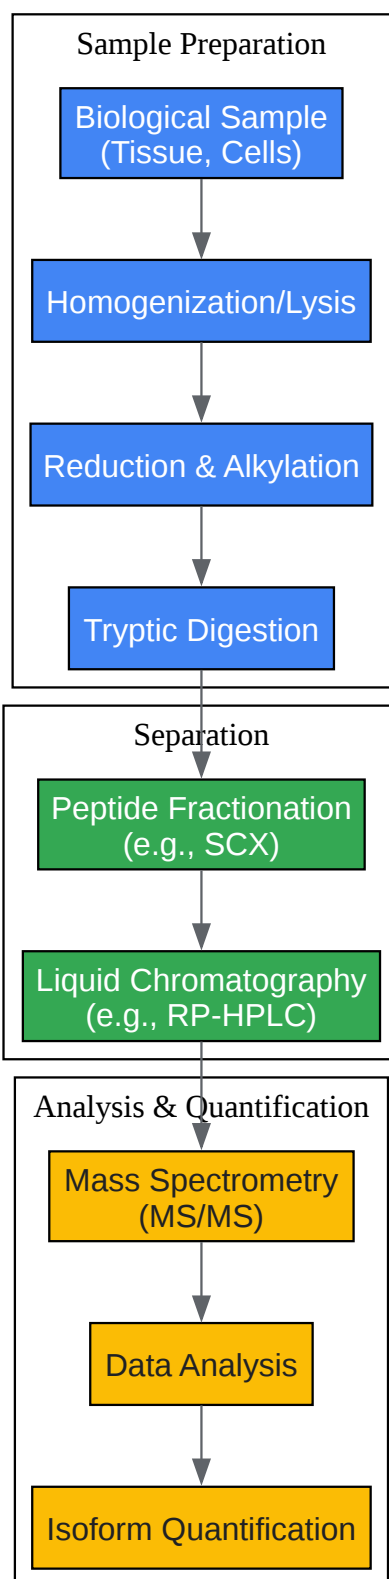 Sample Preparation
Biological Sample
(Tissue, Cells)
Homogenization/Lysis
Reduction & Alkylation
Tryptic Digestion
Separation
Peptide Fractionation
(e.g., SCX)
Liquid Chromatography
(e.g., RP-HPLC)
Analysis & Quantification
Mass Spectrometry
(MS/MS)
Data Analysis
Isoform Quantification